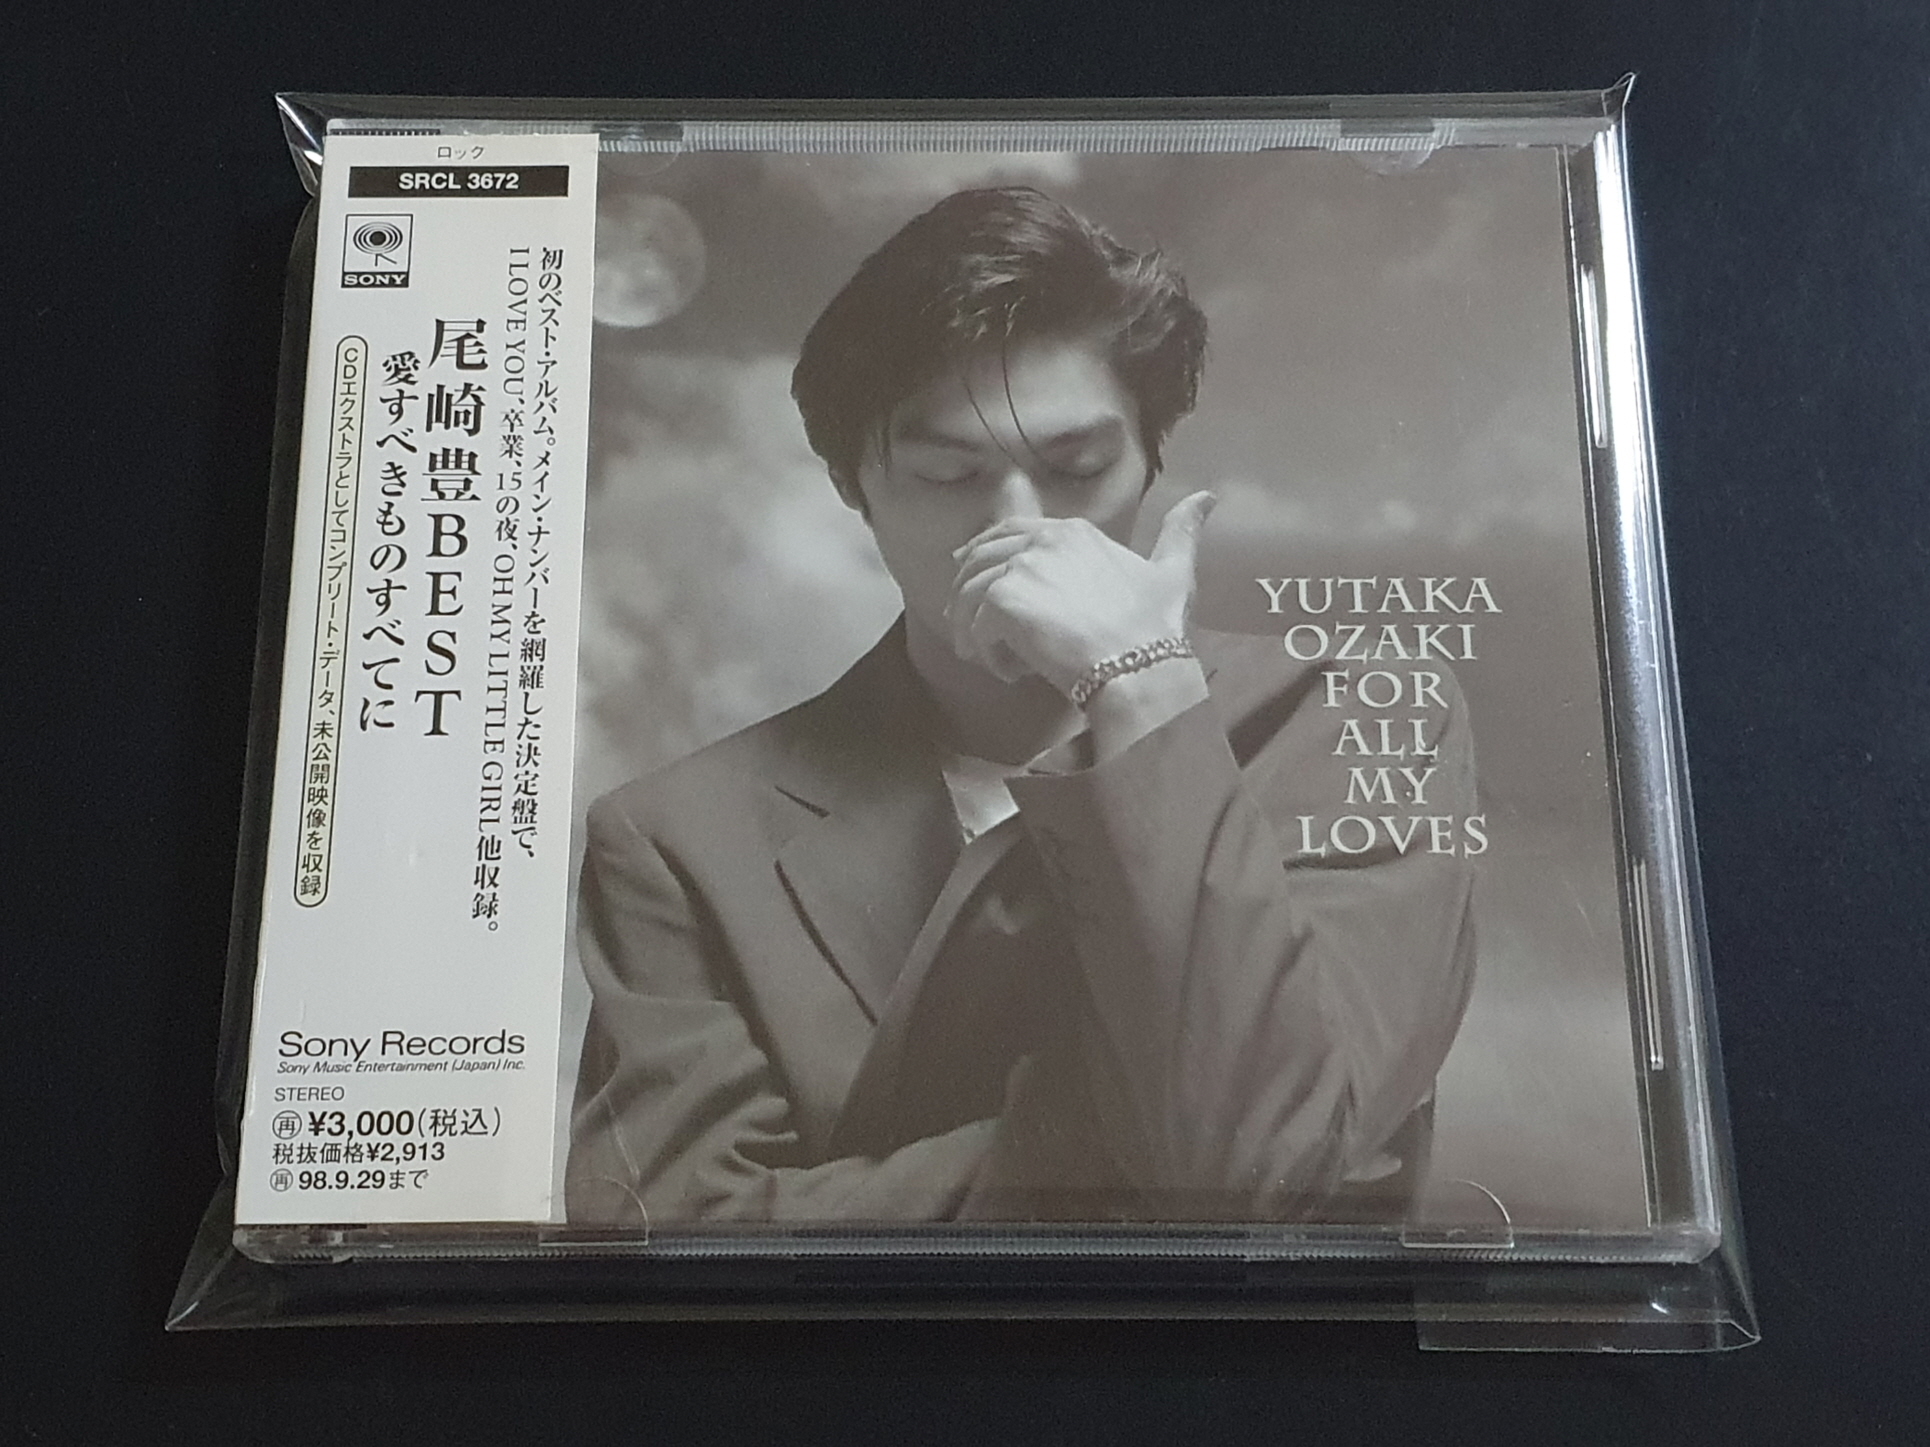 ロック
SRCL 3672
SONY
初のベスト・アルバム。メイン・ナンバーを網羅した決定盤で、
I LOVE YOU、卒業、15の夜、OH MY LITTLE GIRL他収録。
尾崎豊BEST
愛すべきものすべてに
CDエクストラとしてコンプリート・データ、未公開映像を収録
Sony Records
Sony Music Entertainment (Japan) Inc.
STEREO
再 ¥3,000(税込)
税抜価格¥2,913
再 98.9.29まで
YUTAKA
OZAKI
FOR
ALL
MY
LOVES